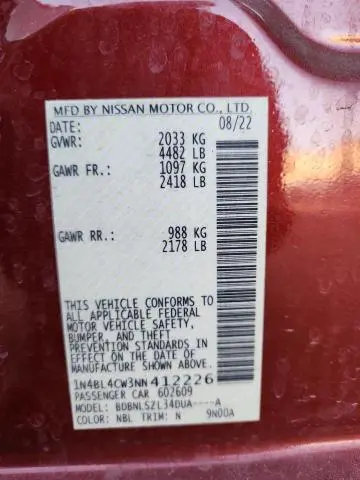 MFD BY NISSAN MOTOR CO., LTD.
DATE: 08/22
GVWR: 2033 KG
4482 LB
GAWR FR.: 1097 KG
2418 LB
GAWR RR.: 988 KG
2178 LB
THIS VEHICLE CONFORMS TO
ALL APPLICABLE FEDERAL
MOTOR VEHICLE SAFETY,
BUMPER, AND THEFT
PREVENTION STANDARDS IN
EFFECT ON THE DATE OF
MANUFACTURE SHOWN ABOVE.
1N4BL4CW3NN412226
PASSENGER CAR 602609
MODEL: BDBNLSZL34DUA----A
COLOR: NBL TRIM: N 9N00A